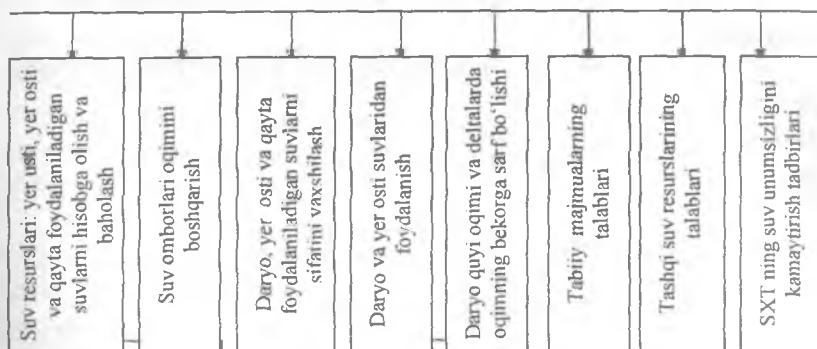 Suv resurslari: yer usti, yer osti
va qayta foydalaniladigan
suvlarni hisobga olish va
baholash
Suv omborlari oqimini
boshqarish
Daryo, yer osti va qayta
foydalaniladigan suvlarni
sifatini yaxshilash
Daryo va yer osti suvlaridan
foydalanish
Daryo quyi oqimi va deltalarda
oqimning bekorga sarf bo‘lishi
Tabiiy majmualarning
talablari
Tashqi suv resurslarining
talablari
SXT ning suv unumsizligini
kamaytirish tadbirlari